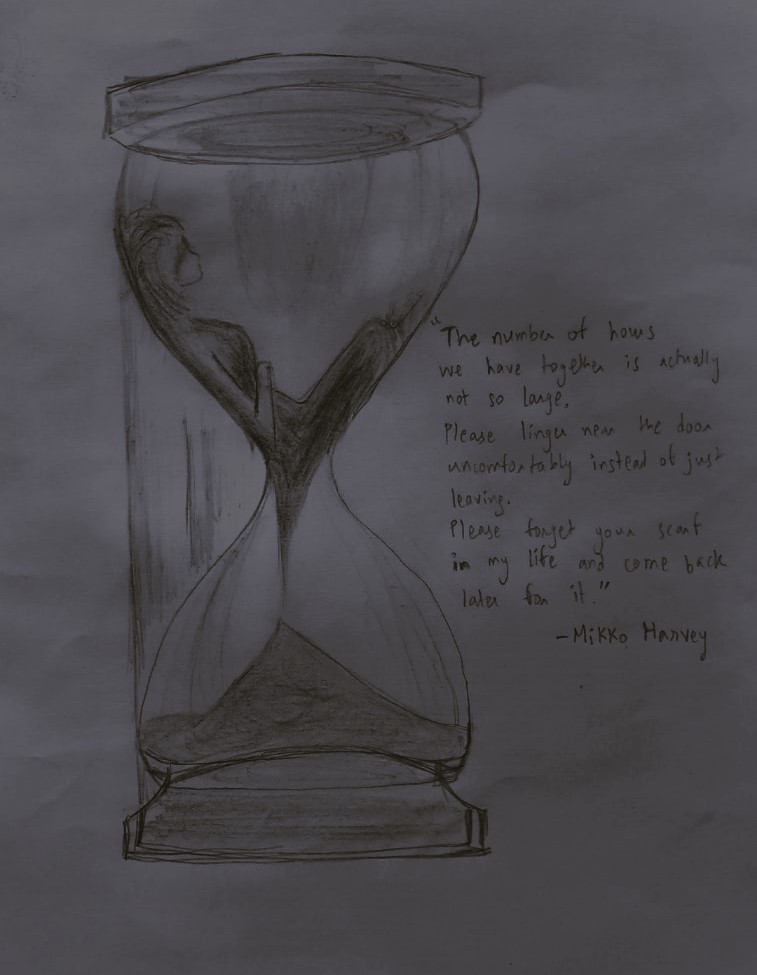 "The number of hours
we have together is actually
not so large.
Please linger near the door
uncomfortably instead of just
leaving.
Please forget your scarf
in my life and come back
later for it."
-Mikko Harvey